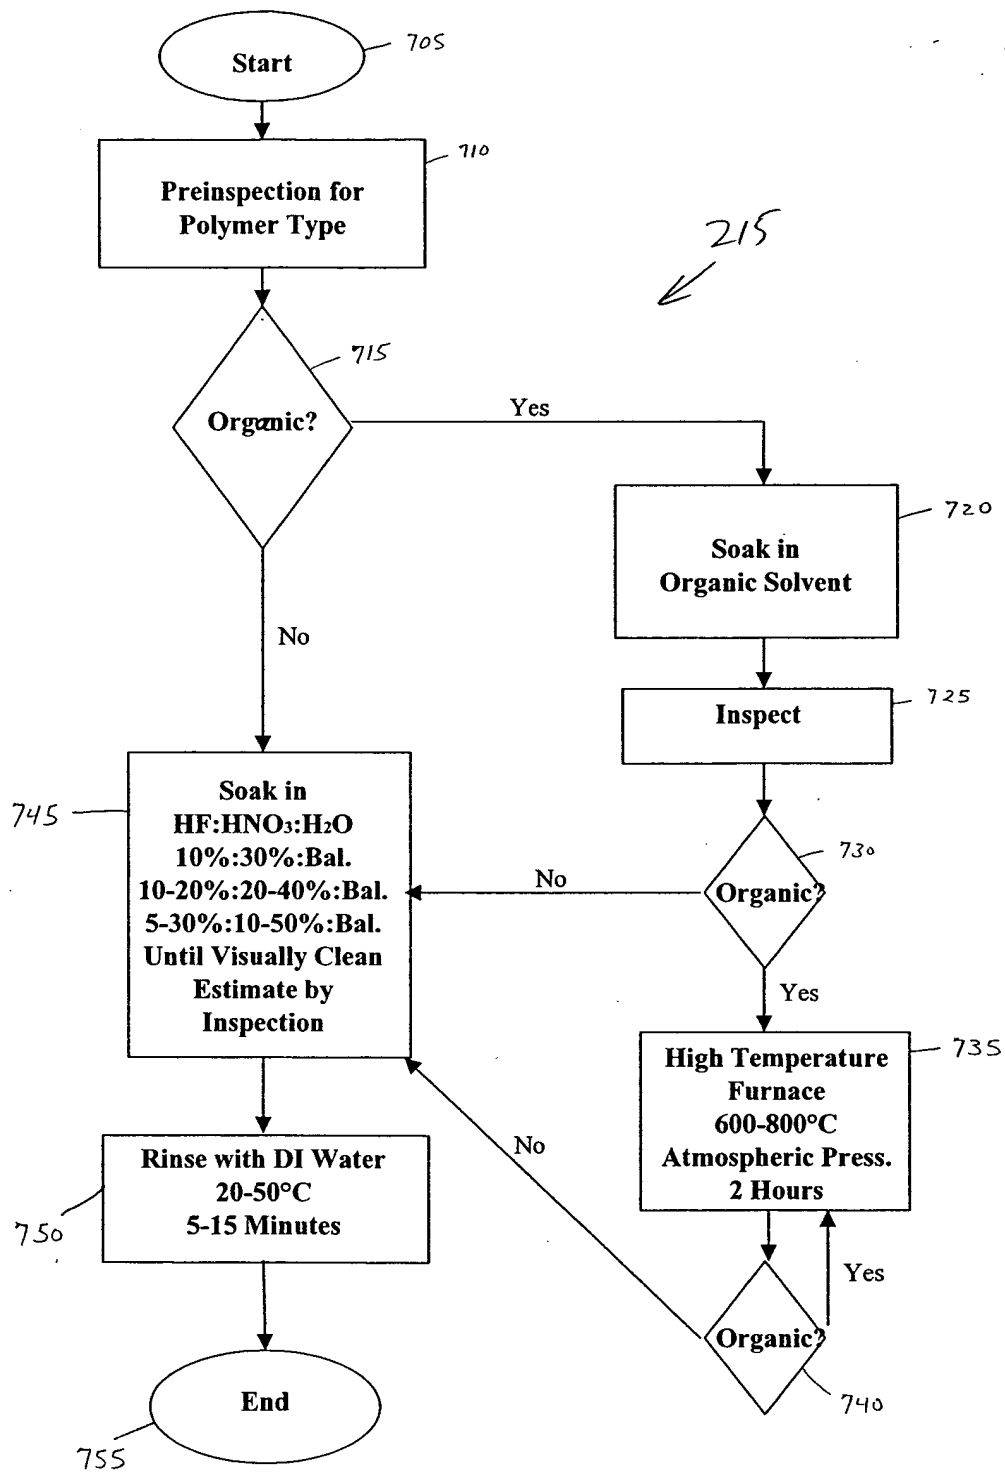 Start
705
Preinspection for
Polymer Type
710
215
Organic?
715
Yes
No
Soak in
Organic Solvent
720
Inspect
725
Organic?
730
No
Yes
High Temperature
Furnace
600-800°C
Atmospheric Press.
2 Hours
735
Organic?
740
Yes
No
745
Soak in
HF:HNO₃:H₂O
10%:30%:Bal.
10-20%:20-40%:Bal.
5-30%:10-50%:Bal.
Until Visually Clean
Estimate by
Inspection
Rinse with DI Water
20-50°C
5-15 Minutes
750
End
755